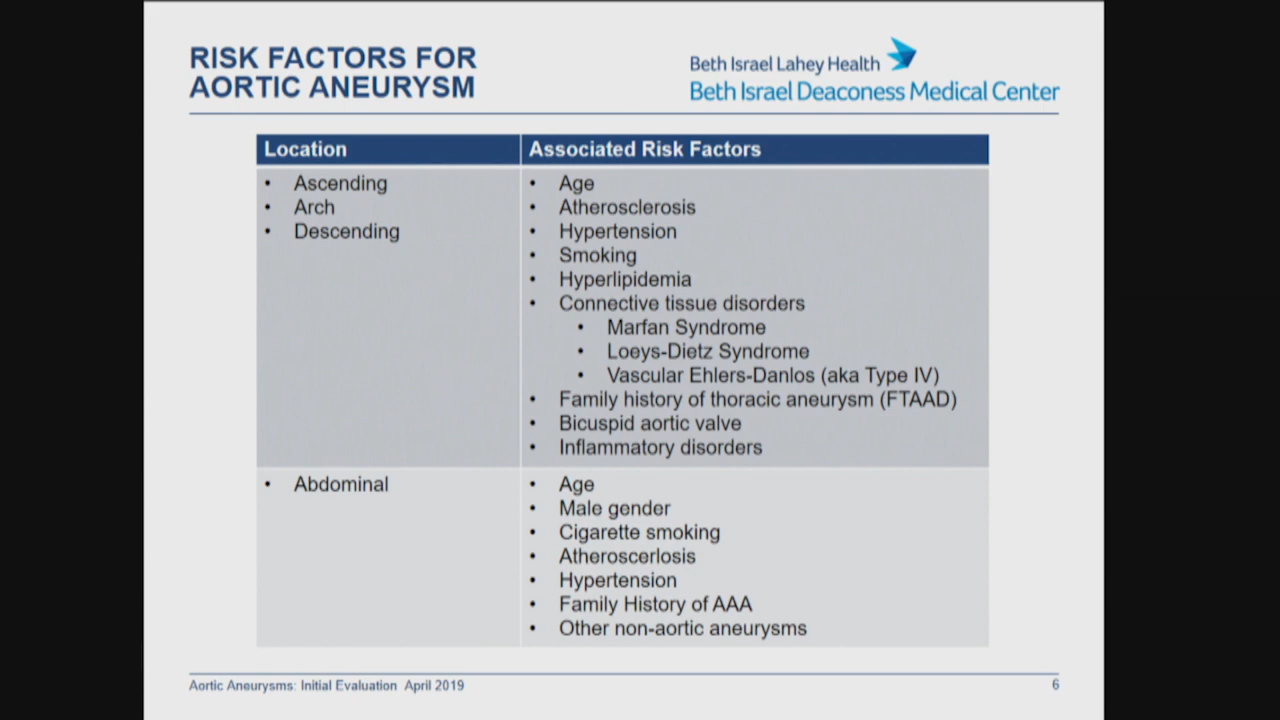 RISK FACTORS FOR
AORTIC ANEURYSM
Beth Israel Lahey Health
Beth Israel Deaconess Medical Center
Location
Associated Risk Factors
• Ascending
• Arch
• Descending
• Age
• Atherosclerosis
• Hypertension
• Smoking
• Hyperlipidemia
• Connective tissue disorders
• Marfan Syndrome
• Loeys-Dietz Syndrome
• Vascular Ehlers-Danlos (aka Type IV)
• Family history of thoracic aneurysm (FTAAD)
• Bicuspid aortic valve
• Inflammatory disorders
• Abdominal
• Age
• Male gender
• Cigarette smoking
• Atheroscerlosis
• Hypertension
• Family History of AAA
• Other non-aortic aneurysms
Aortic Aneurysms: Initial Evaluation April 2019
6